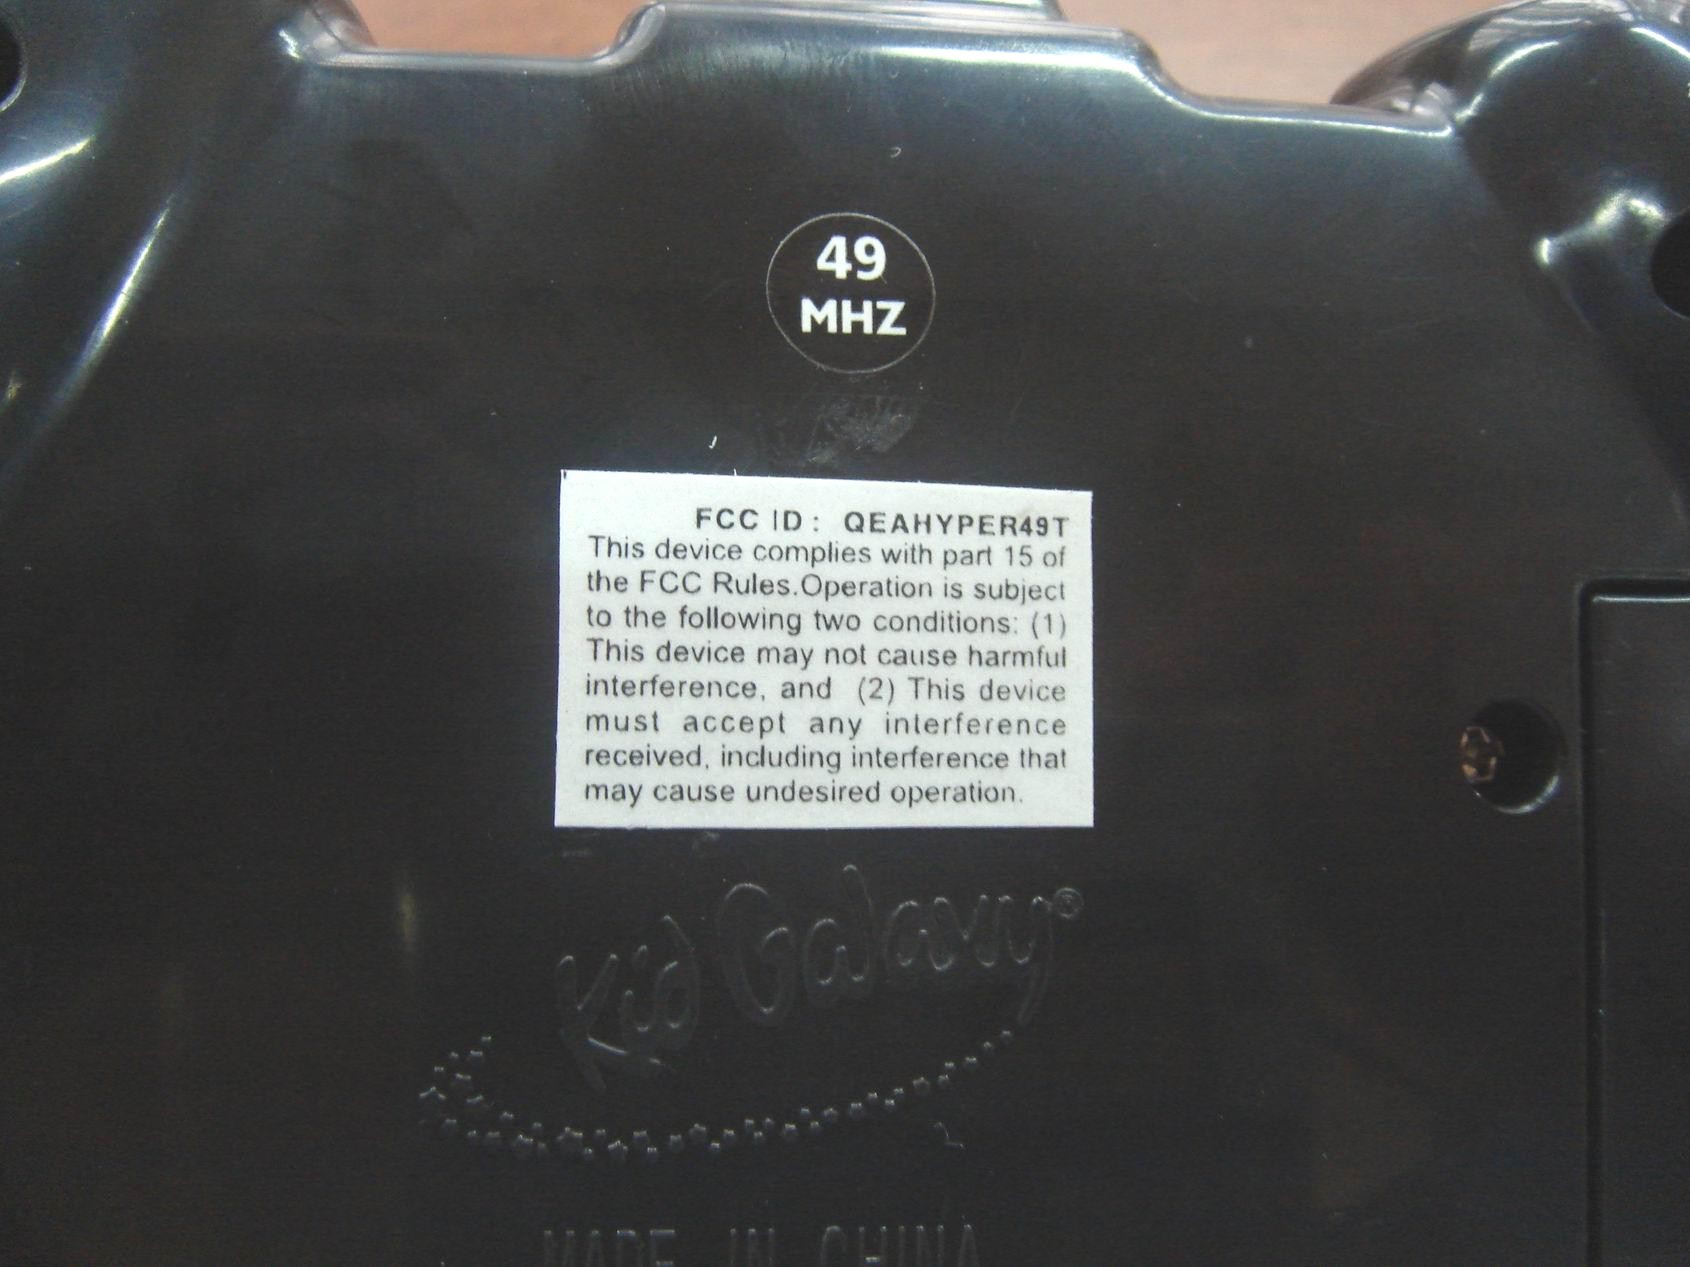 49
MHZ
FCC ID: QEAHYPER49T
This device complies with part 15 of
the FCC Rules.Operation is subject
to the following two conditions: (1)
This device may not cause harmful
interference, and (2) This device
must accept any interference
received, including interference that
may cause undesired operation.
Kid Galaxy®
MADE IN CHINA